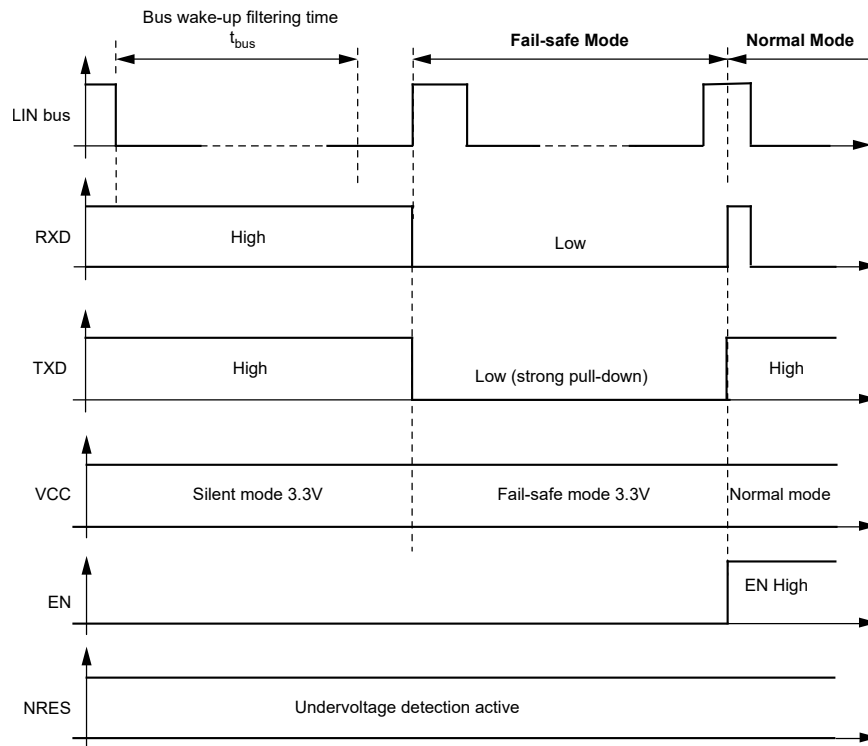 Bus wake-up filtering time
tbus
Fail-safe Mode
Normal Mode
LIN bus
RXD
High
Low
TXD
High
Low (strong pull-down)
High
VCC
Silent mode 3.3V
Fail-safe mode 3.3V
Normal mode
EN
EN High
NRES
Undervoltage detection active